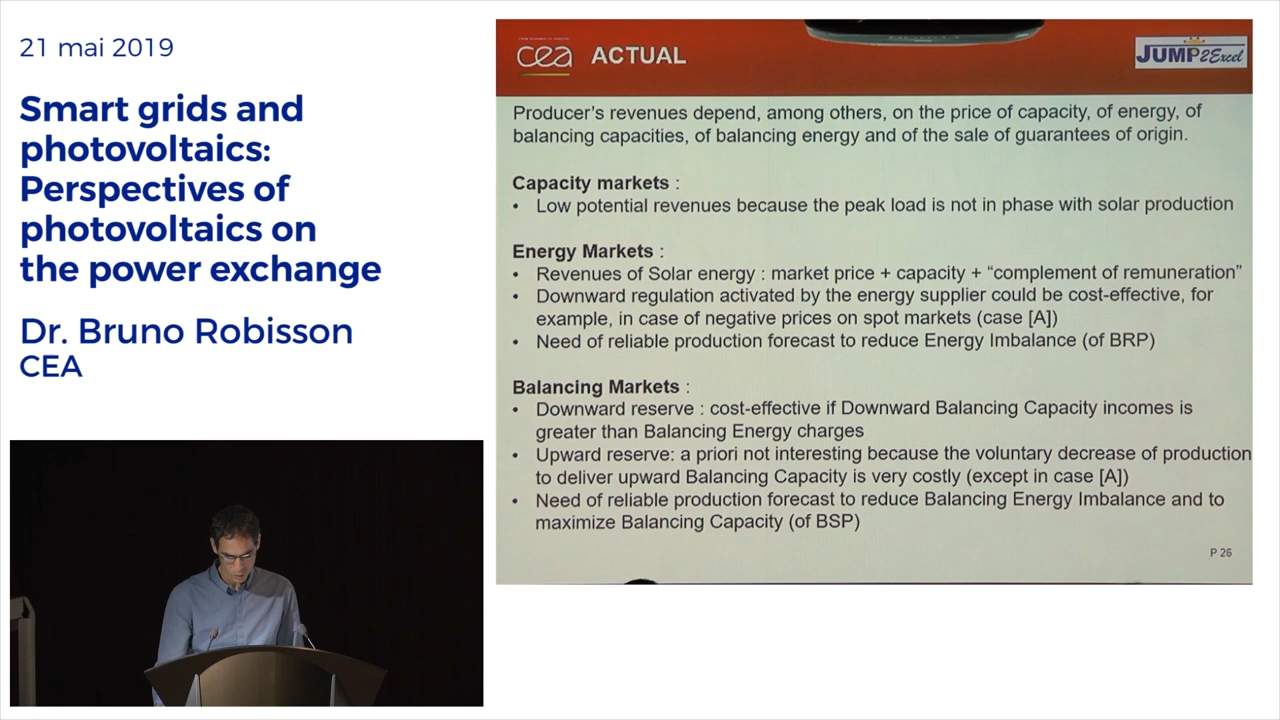 21 mai 2019
Smart grids and
photovoltaics:
Perspectives of
photovoltaics on
the power exchange
Dr. Bruno Robisson
CEA
cea
ACTUAL
JUMP2Excel
Producer's revenues depend, among others, on the price of capacity, of energy, of
balancing capacities, of balancing energy and of the sale of guarantees of origin.
Capacity markets :
• Low potential revenues because the peak load is not in phase with solar production
Energy Markets :
• Revenues of Solar energy : market price + capacity + “complement of remuneration”
• Downward regulation activated by the energy supplier could be cost-effective, for
example, in case of negative prices on spot markets (case [A])
• Need of reliable production forecast to reduce Energy Imbalance (of BRP)
Balancing Markets :
• Downward reserve : cost-effective if Downward Balancing Capacity incomes is
greater than Balancing Energy charges
• Upward reserve: a priori not interesting because the voluntary decrease of production
to deliver upward Balancing Capacity is very costly (except in case [A])
• Need of reliable production forecast to reduce Balancing Energy Imbalance and to
maximize Balancing Capacity (of BSP)
P 26